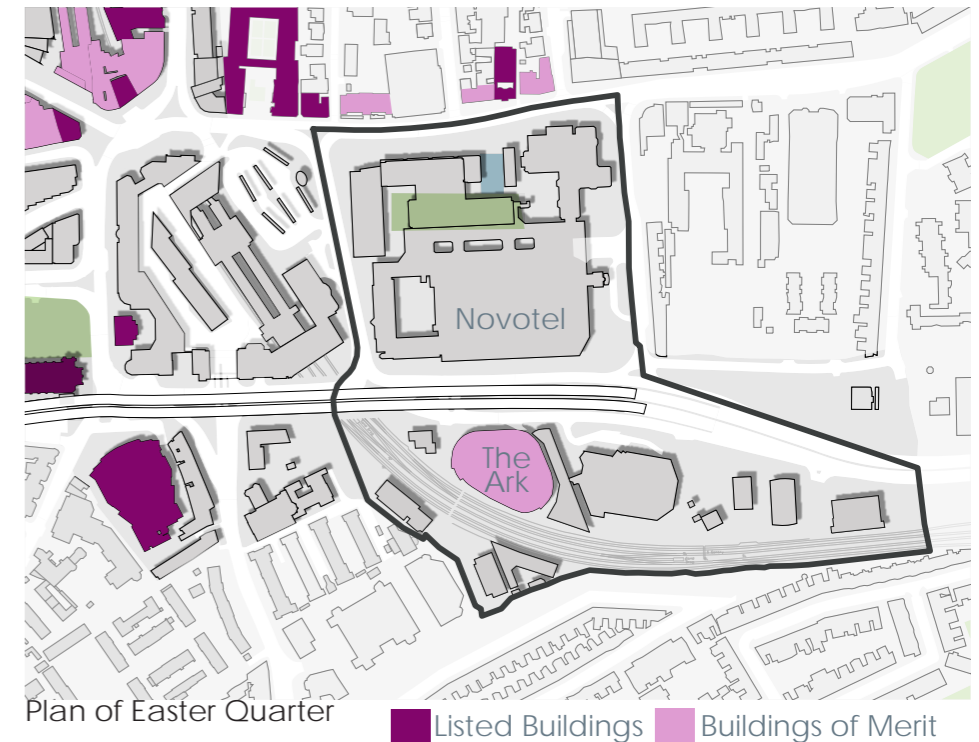 Novotel
The
Ark
Plan of Easter Quarter
Listed Buildings
Buildings of Merit